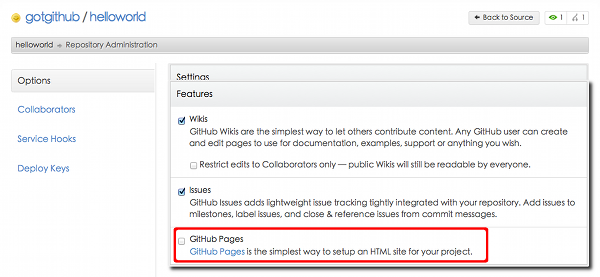 gotgithub / helloworld
Back to Source
1
1
helloworld → Repository Administration
Options
Collaborators
Service Hooks
Deploy Keys
Settings
Features
Wikis
GitHub Wikis are the simplest way to let others contribute content. Any GitHub user can create
and edit pages to use for documentation, examples, support or anything you wish.
Restrict edits to Collaborators only — public Wikis will still be readable by everyone.
Issues
GitHub Issues adds lightweight issue tracking tightly integrated with your repository. Add issues to
milestones, label issues, and close & reference issues from commit messages.
GitHub Pages
GitHub Pages is the simplest way to setup an HTML site for your project.